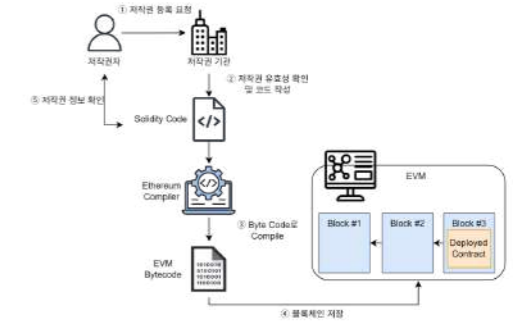 ① 저작권 등록 요청
저작권자
저작권 기관
② 저작권 유효성 확인
및 코드 작성
⑤ 저작권 정보 확인
Solidity Code
</>
Ethereum
Compiler
</>
③ Byte Code로
Compile
EVM
Bytecode
EVM
Block #1
Block #2
Block #3
Deployed
Contract
④ 블록체인 저장